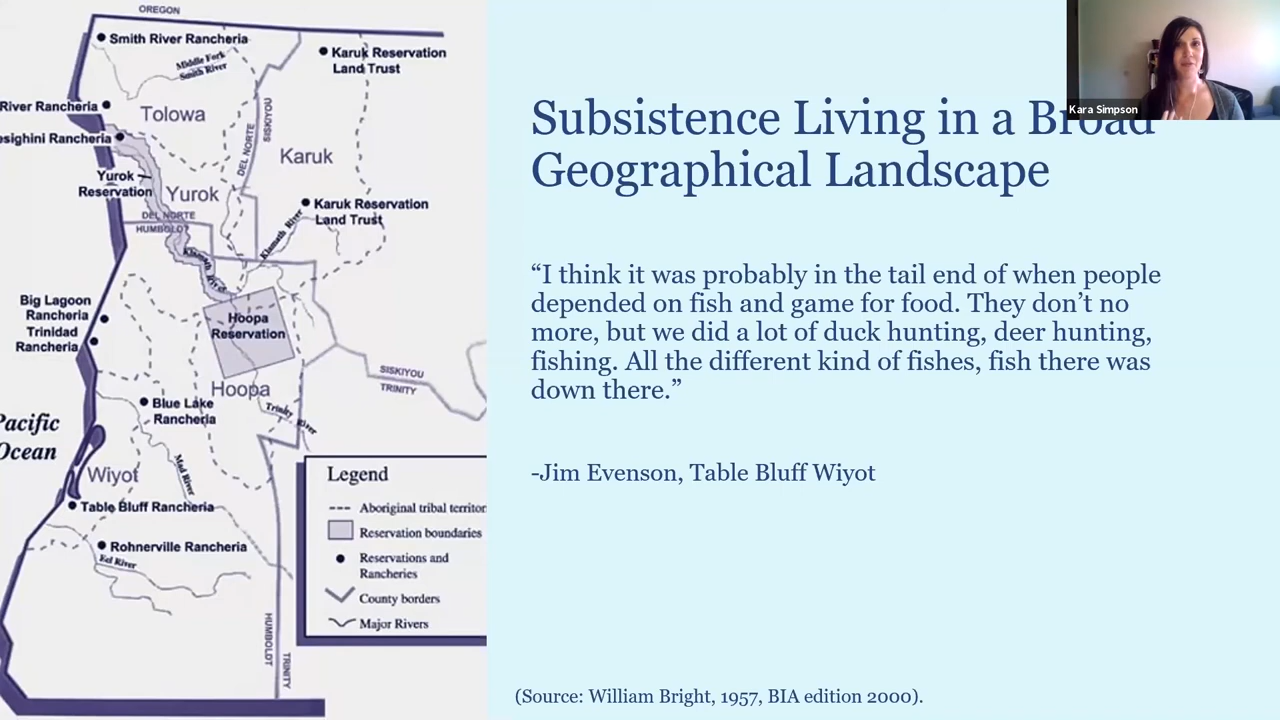 OREGON
Smith River Rancheria
Middle Fork
Smith River
Karuk Reservation
Land Trust
River Rancheria
Tolowa
esighini Rancheria
DEL NORTE
SISKIYOU
Karuk
Yurok
Reservation
Yurok
Karuk Reservation
Land Trust
DEL NORTE
HUMBOLDT
Klamath River
Klamath River
Big Lagoon
Rancheria
Trinidad
Rancheria
Hoopa
Reservation
SISKIYOU
TRINITY
Hoopa
Blue Lake
Rancheria
Trinity River
Pacific
Ocean
Wiyot
Mad River
Table Bluff Rancheria
Rohnerville Rancheria
Eel River
HUMBOLDT
TRINITY
Legend
Aboriginal tribal territor
Reservation boundaries
Reservations and
Rancheries
County borders
Major Rivers
Kara Simpson
Subsistence Living in a Broad
Geographical Landscape
“I think it was probably in the tail end of when people
depended on fish and game for food. They don’t no
more, but we did a lot of duck hunting, deer hunting,
fishing. All the different kind of fishes, fish there was
down there.”
-Jim Evenson, Table Bluff Wiyot
(Source: William Bright, 1957, BIA edition 2000).